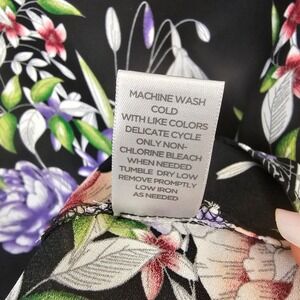 MACHINE WASH
COLD
WITH LIKE COLORS
DELICATE CYCLE
ONLY NON-
CHLORINE BLEACH
WHEN NEEDED
TUMBLE DRY LOW
REMOVE PROMPTLY
LOW IRON
AS NEEDED